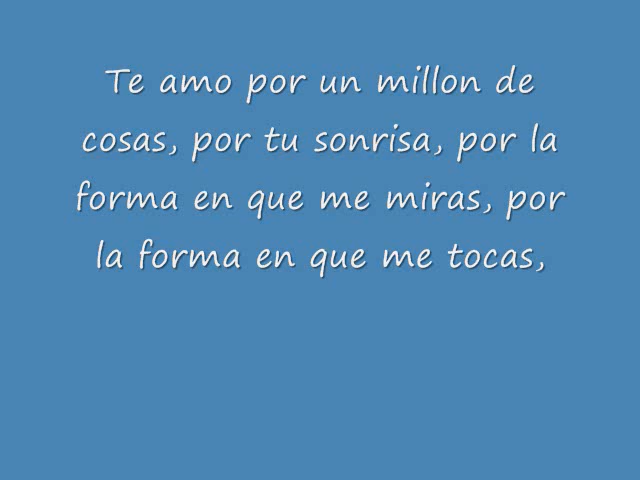 Te amo por un millon de
cosas, por tu sonrisa, por la
forma en que me miras, por
la forma en que me tocas,